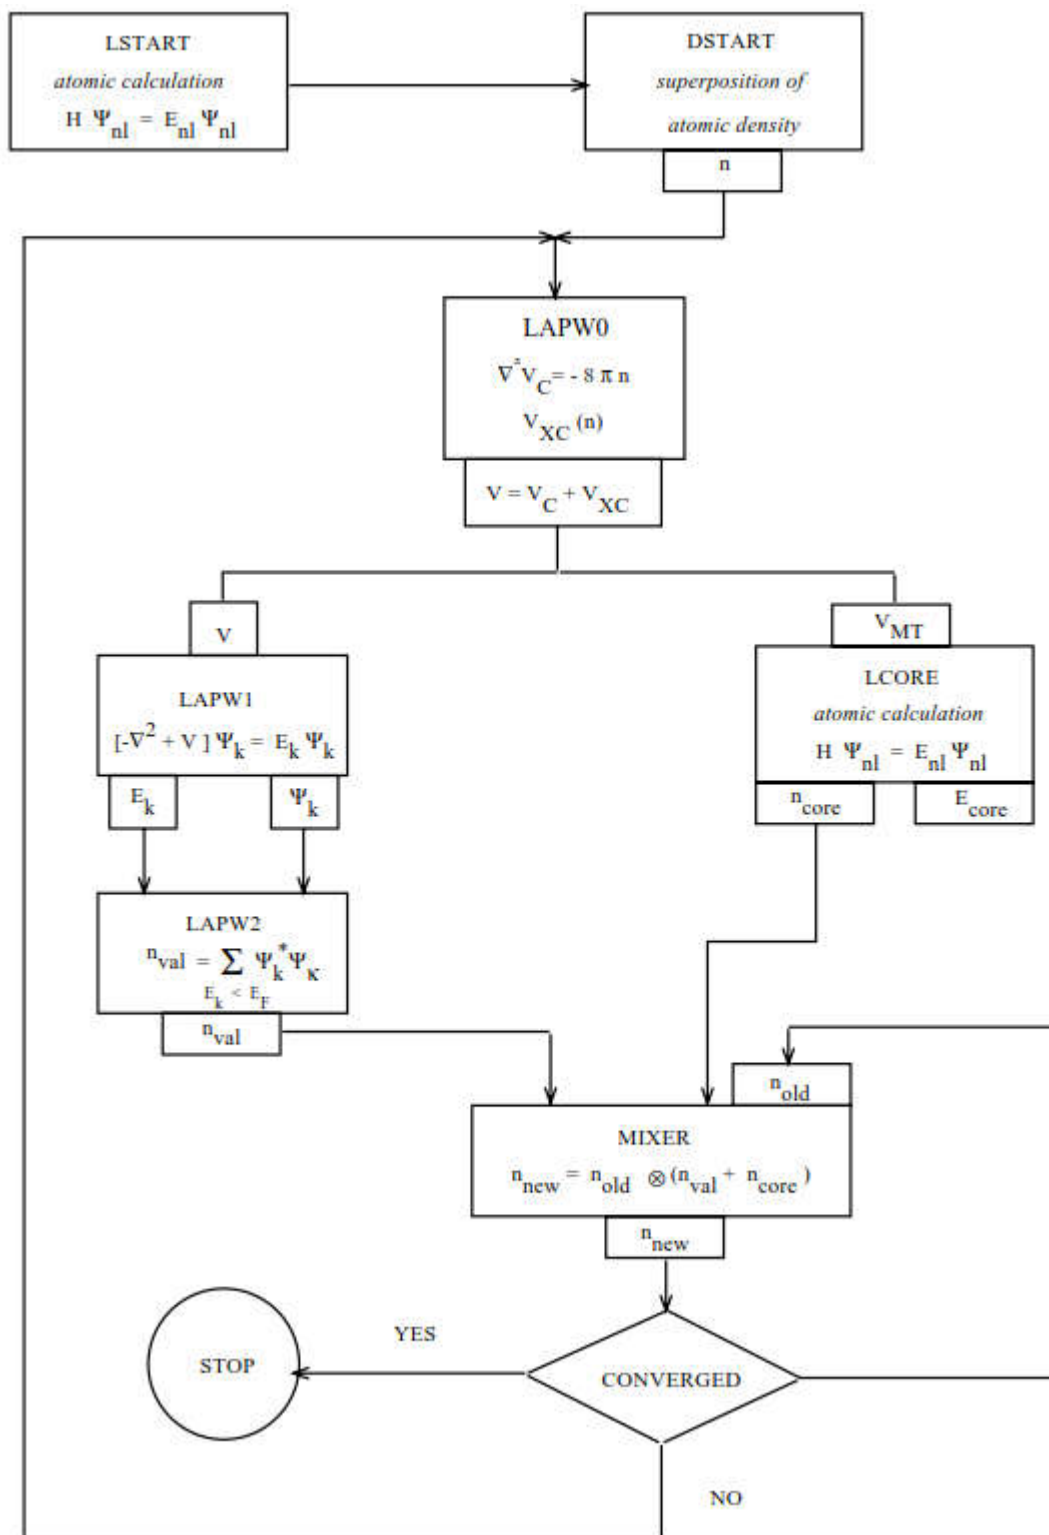 LSTART
atomic calculation
H Ψnl = Enl Ψnl
DSTART
superposition of
atomic density
n
LAPW0
∇²VC = - 8 π n
VXC (n)
V = VC + VXC
V
LAPW1
[-∇² + V ] Ψk = Ek Ψk
Ek
Ψk
VMT
LCORE
atomic calculation
H Ψnl = Enl Ψnl
ncore
Ecore
LAPW2
nval = Σ Ψk* Ψκ
Ek < EF
nval
nold
MIXER
nnew = nold ⊗ (nval + ncore )
nnew
STOP
YES
CONVERGED
NO